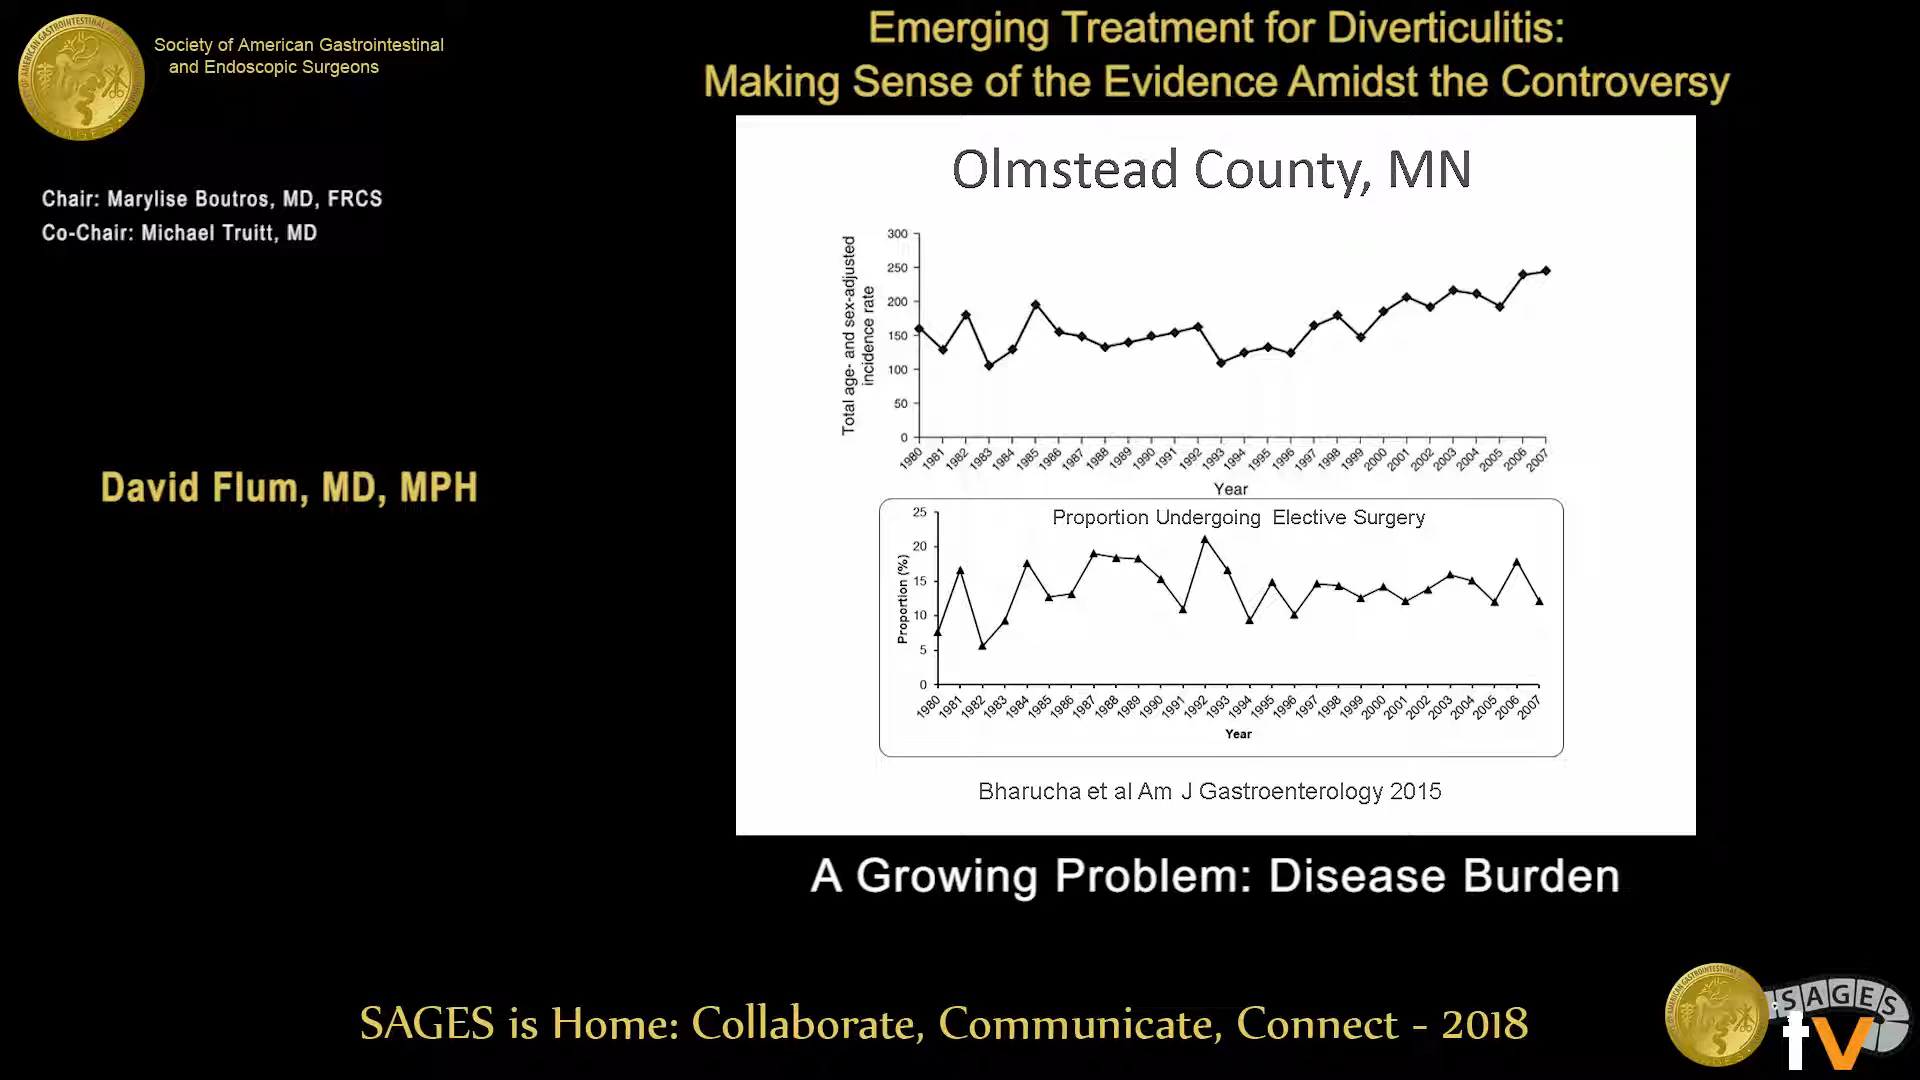 Society of American Gastrointestinal
and Endoscopic Surgeons
Emerging Treatment for Diverticulitis:
Making Sense of the Evidence Amidst the Controversy
Chair: Marylise Boutros, MD, FRCS
Co-Chair: Michael Truitt, MD
David Flum, MD, MPH
Olmstead County, MN
Total age- and sex-adjusted
incidence rate
300
250
200
150
100
50
0
1980 1981 1982 1983 1984 1985 1986 1987 1988 1989 1990 1991 1992 1993 1994 1995 1996 1997 1998 1999 2000 2001 2002 2003 2004 2005 2006 2007
Year
Proportion Undergoing Elective Surgery
Proportion (%)
25
20
15
10
5
0
1980 1981 1982 1983 1984 1985 1986 1987 1988 1989 1990 1991 1992 1993 1994 1995 1996 1997 1998 1999 2000 2001 2002 2003 2004 2005 2006 2007
Year
Bharucha et al Am J Gastroenterology 2015
A Growing Problem: Disease Burden
SAGES is Home: Collaborate, Communicate, Connect - 2018
SAGES
tv